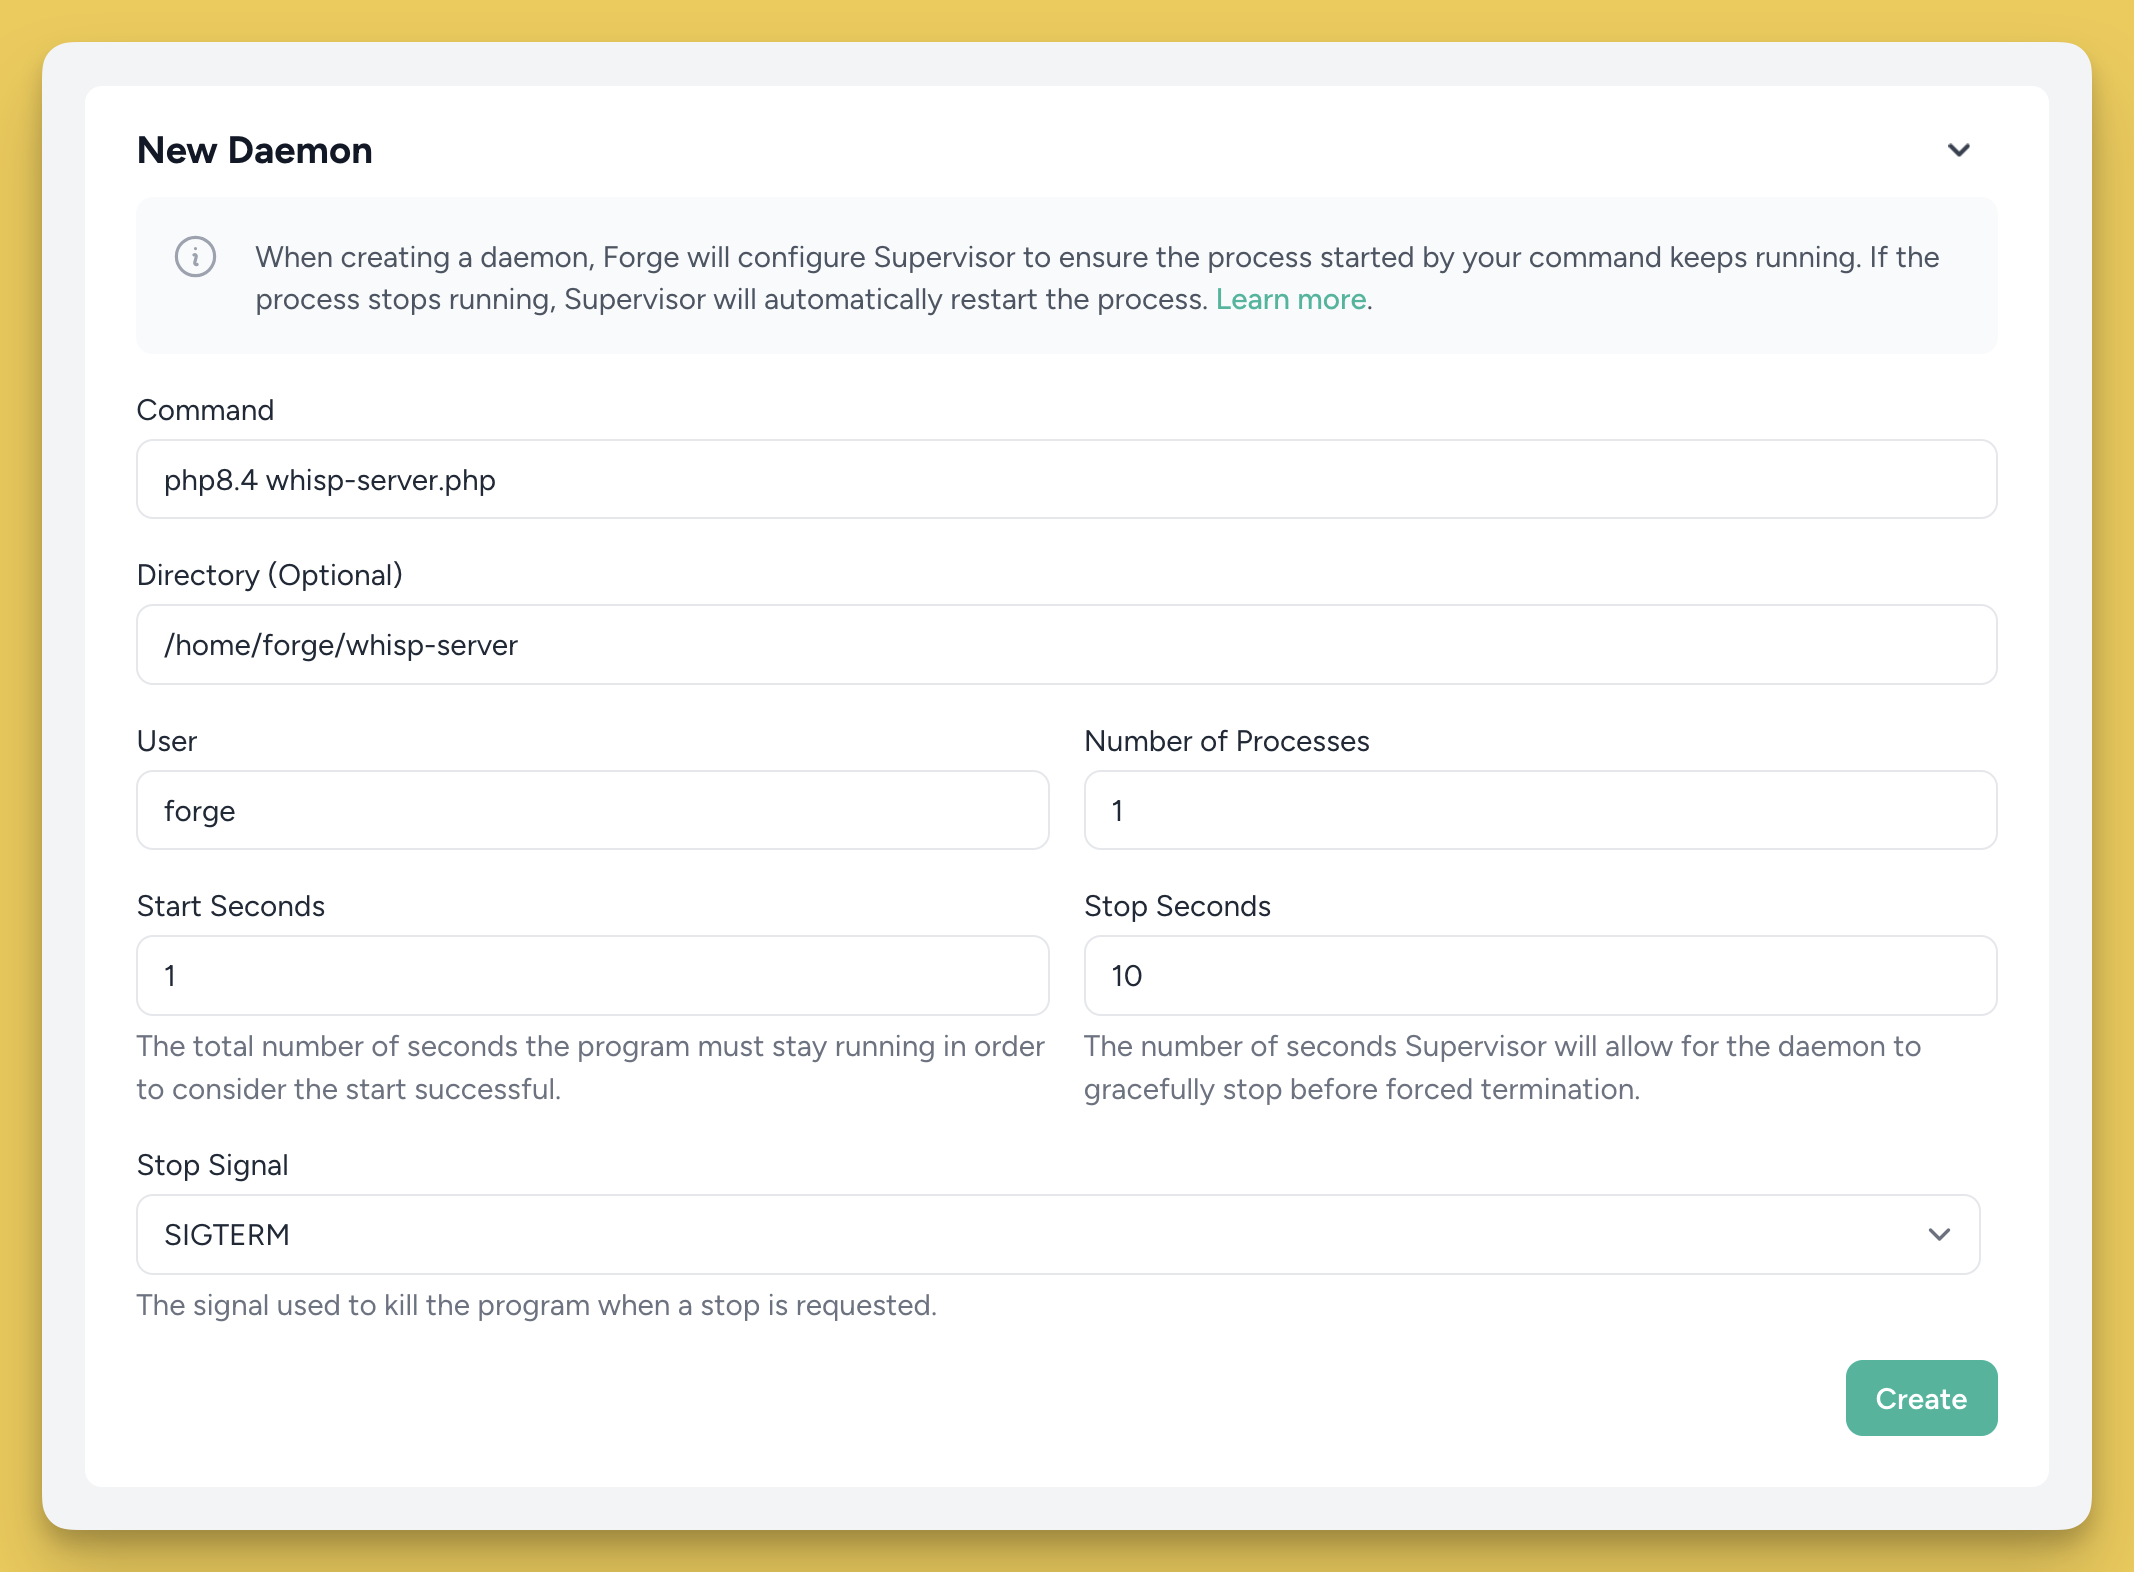 New Daemon
When creating a daemon, Forge will configure Supervisor to ensure the process started by your command keeps running. If the
process stops running, Supervisor will automatically restart the process. Learn more.
Command
php8.4 whisp-server.php
Directory (Optional)
/home/forge/whisp-server
User
forge
Number of Processes
1
Start Seconds
1
The total number of seconds the program must stay running in order
to consider the start successful.
Stop Seconds
10
The number of seconds Supervisor will allow for the daemon to
gracefully stop before forced termination.
Stop Signal
SIGTERM
The signal used to kill the program when a stop is requested.
Create